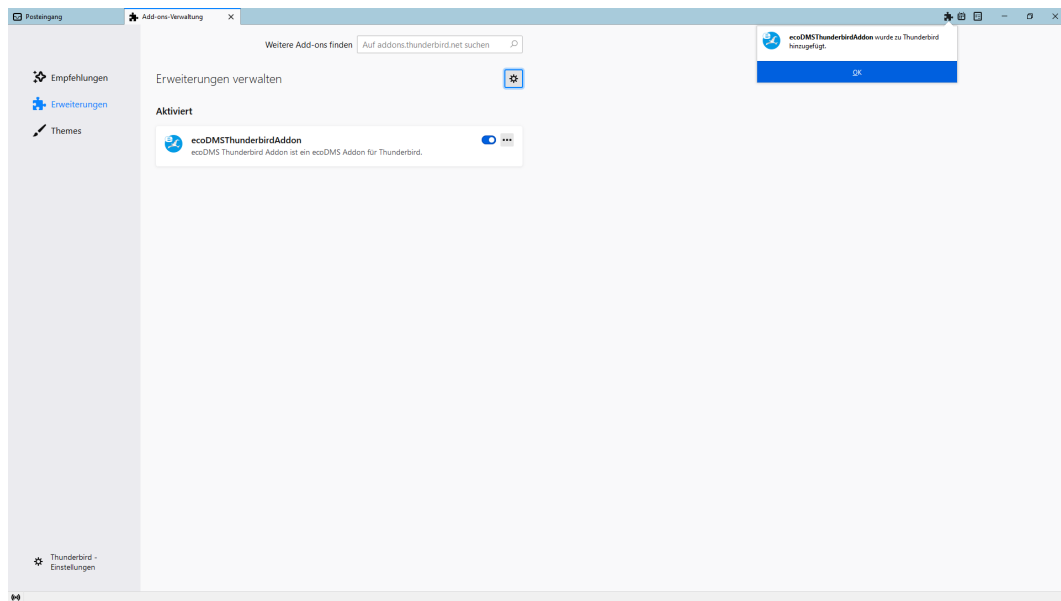 Posteingang
Add-ons-Verwaltung
Weitere Add-ons finden
Auf addons.thunderbird.net suchen
ecoDMSThunderbirdAddon wurde zu Thunderbird
hinzugefügt.
OK
Empfehlungen
Erweiterungen
Themes
Erweiterungen verwalten
Aktiviert
ecoDMSThunderbirdAddon
ecoDMS Thunderbird Addon ist ein ecoDMS Addon für Thunderbird.
Thunderbird -
Einstellungen